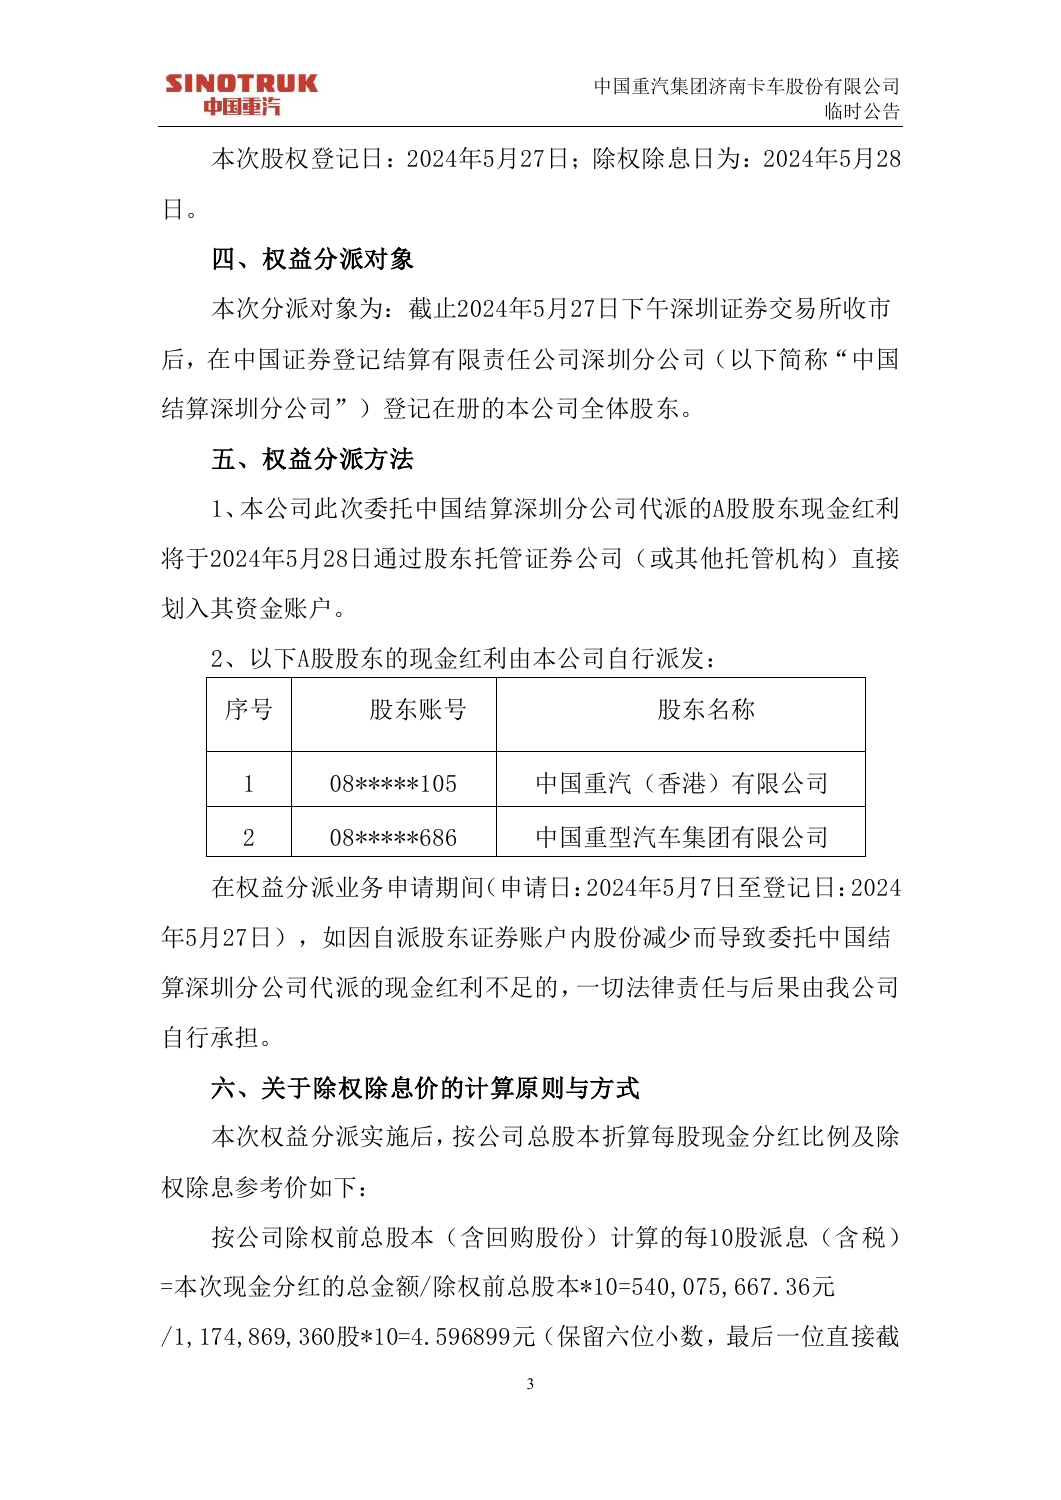 SINOTRUK
中国重汽
中国重汽集团济南卡车股份有限公司
临时公告
本次股权登记日：2024年5月27日；除权除息日为：2024年5月28
日。
四、权益分派对象
本次分派对象为：截止2024年5月27日下午深圳证券交易所收市
后，在中国证券登记结算有限责任公司深圳分公司（以下简称“中国
结算深圳分公司”）登记在册的本公司全体股东。
五、权益分派方法
1、本公司此次委托中国结算深圳分公司代派的A股股东现金红利
将于2024年5月28日通过股东托管证券公司（或其他托管机构）直接
划入其资金账户。
2、以下A股股东的现金红利由本公司自行派发：
序号 股东账号 股东名称
1 08*****105 中国重汽（香港）有限公司
2 08*****686 中国重型汽车集团有限公司
在权益分派业务申请期间（申请日：2024年5月7日至登记日：2024
年5月27日），如因自派股东证券账户内股份减少而导致委托中国结
算深圳分公司代派的现金红利不足的，一切法律责任与后果由我公司
自行承担。
六、关于除权除息价的计算原则与方式
本次权益分派实施后，按公司总股本折算每股现金分红比例及除
权除息参考价如下：
按公司除权前总股本（含回购股份）计算的每10股派息（含税）
=本次现金分红的总金额/除权前总股本*10=540,075,667.36元
/1,174,869,360股*10=4.596899元（保留六位小数，最后一位直接截
3